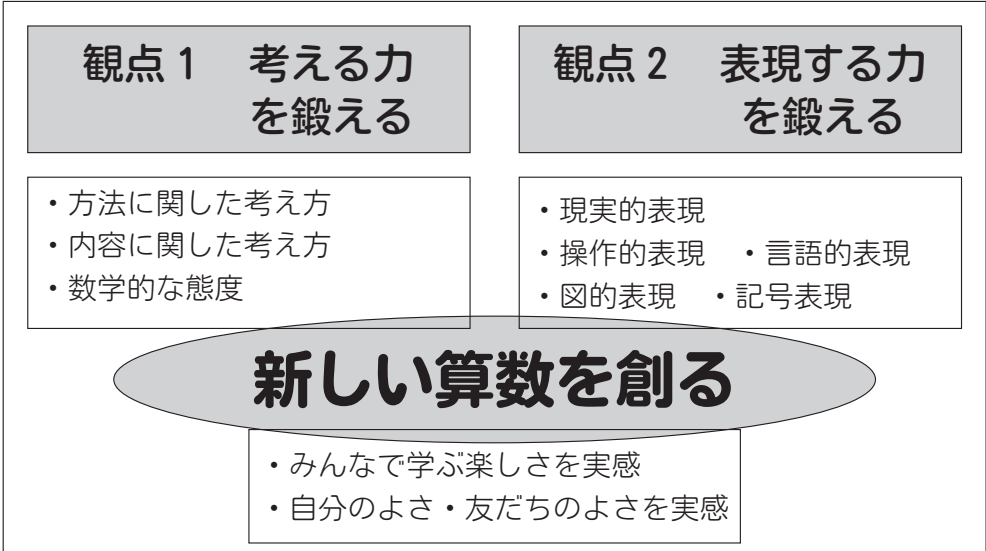 観点1　考える力
を鍛える
・方法に関した考え方
・内容に関した考え方
・数学的な態度
観点2　表現する力
を鍛える
・現実的表現
・操作的表現　・言語的表現
・図的表現　・記号表現
新しい算数を創る
・みんなで学ぶ楽しさを実感
・自分のよさ・友だちのよさを実感